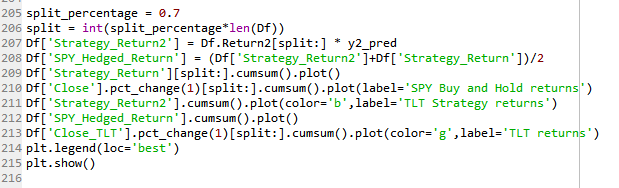 205 split_percentage = 0.7
206 split = int(split_percentage*len(Df))
207 Df['Strategy_Return2'] = Df.Return2[split:] * y2_pred
208 Df['SPY_Hedged_Return'] = (Df['Strategy_Return2']+Df['Strategy_Return'])/2
209 Df['Strategy_Return'][split:].cumsum().plot()
210 Df['Close'].pct_change(1)[split:].cumsum().plot(label='SPY Buy and Hold returns')
211 Df['Strategy_Return2'].cumsum().plot(color='b',label='TLT Strategy returns')
212 Df['SPY_Hedged_Return'].cumsum().plot()
213 Df['Close_TLT'].pct_change(1)[split:].cumsum().plot(color='g',label='TLT returns')
214 plt.legend(loc='best')
215 plt.show()
216